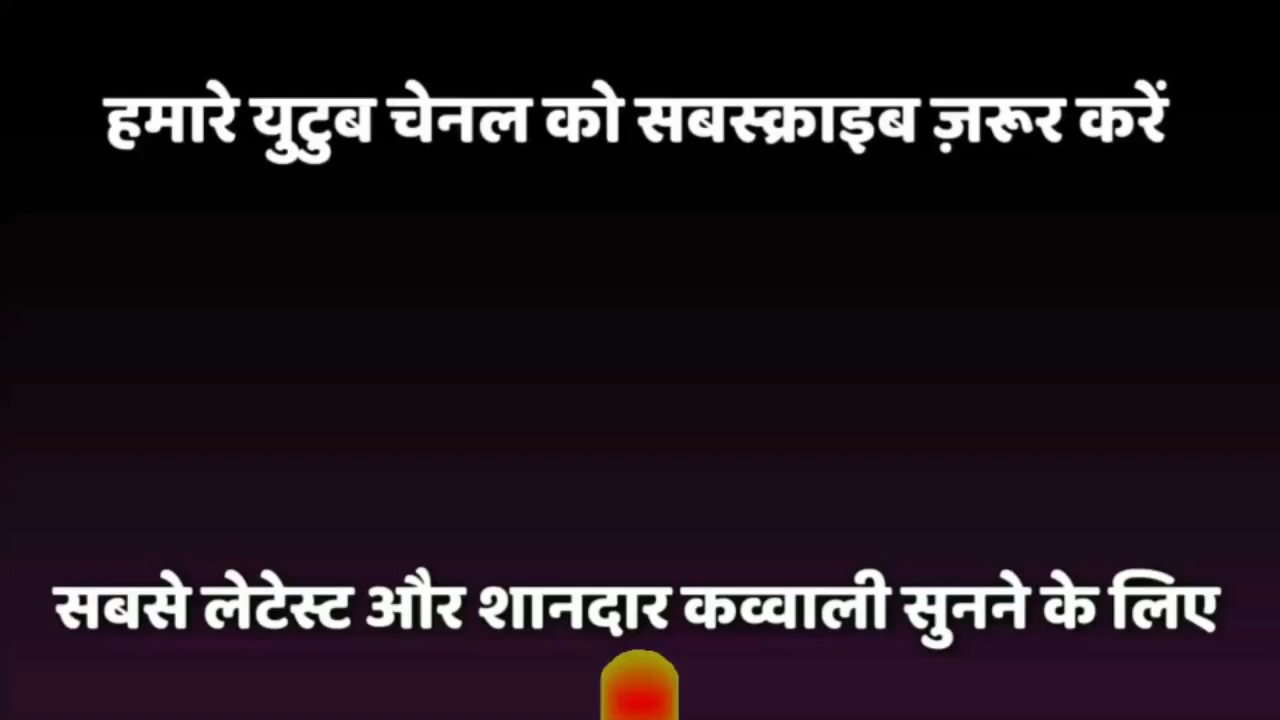 हमारे युटुब चेनल को सबस्क्राइब ज़रूर करें
सबसे लेटेस्ट और शानदार कव्वाली सुनने के लिए